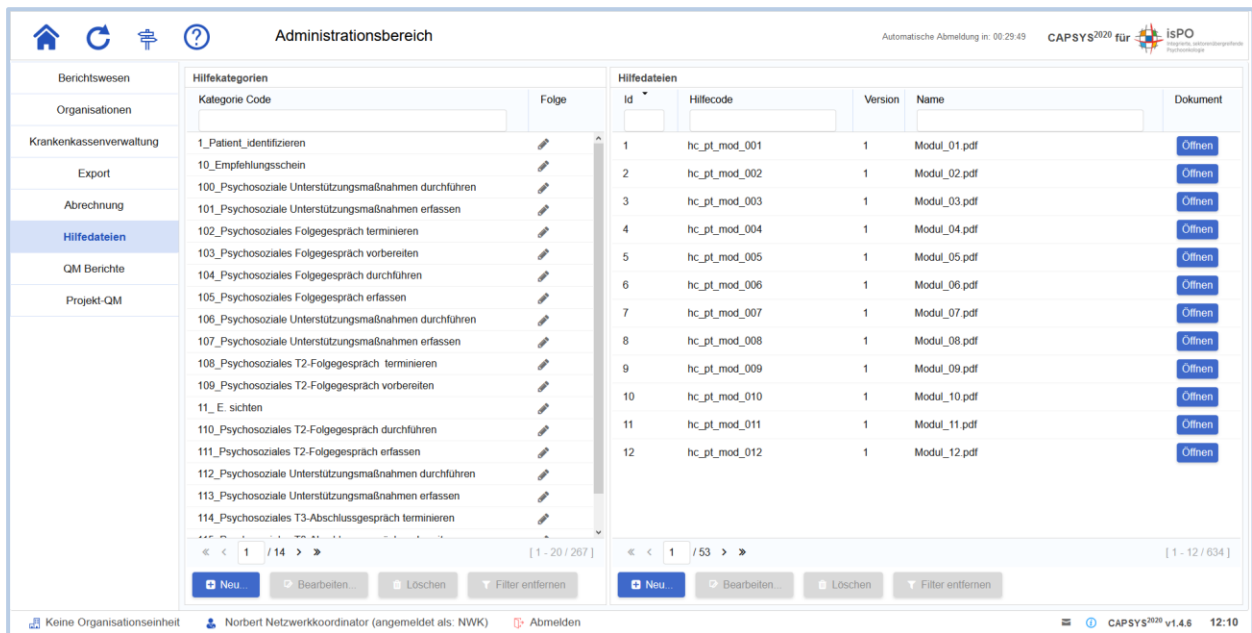 Administrationsbereich
Automatische Abmeldung in: 00:29:49
CAPSYS2020 für isPO
Integrierte, sektorenübergreifende
Psychoonkologie
Berichtswesen
Organisationen
Krankenkassenverwaltung
Export
Abrechnung
Hilfedateien
QM Berichte
Projekt-QM
Hilfekategorien
Kategorie Code Folge
1_Patient_identifizieren
10_Empfehlungsschein
100_Psychosoziale Unterstützungsmaßnahmen durchführen
101_Psychosoziale Unterstützungsmaßnahmen erfassen
102_Psychosoziales Folgegespräch terminieren
103_Psychosoziales Folgegespräch vorbereiten
104_Psychosoziales Folgegespräch durchführen
105_Psychosoziales Folgegespräch erfassen
106_Psychosoziale Unterstützungsmaßnahmen durchführen
107_Psychosoziale Unterstützungsmaßnahmen erfassen
108_Psychosoziales T2-Folgegespräch terminieren
109_Psychosoziales T2-Folgegespräch vorbereiten
11_ E. sichten
110_Psychosoziales T2-Folgegespräch durchführen
111_Psychosoziales T2-Folgegespräch erfassen
112_Psychosoziale Unterstützungsmaßnahmen durchführen
113_Psychosoziale Unterstützungsmaßnahmen erfassen
114_Psychosoziales T3-Abschlussgespräch terminieren
« < 1 / 14 > » [ 1 - 20 / 267 ]
Neu... Bearbeiten... Löschen Filter entfernen
Hilfedateien
Id Hilfecode Version Name Dokument
1 hc_pt_mod_001 1 Modul_01.pdf Öffnen
2 hc_pt_mod_002 1 Modul_02.pdf Öffnen
3 hc_pt_mod_003 1 Modul_03.pdf Öffnen
4 hc_pt_mod_004 1 Modul_04.pdf Öffnen
5 hc_pt_mod_005 1 Modul_05.pdf Öffnen
6 hc_pt_mod_006 1 Modul_06.pdf Öffnen
7 hc_pt_mod_007 1 Modul_07.pdf Öffnen
8 hc_pt_mod_008 1 Modul_08.pdf Öffnen
9 hc_pt_mod_009 1 Modul_09.pdf Öffnen
10 hc_pt_mod_010 1 Modul_10.pdf Öffnen
11 hc_pt_mod_011 1 Modul_11.pdf Öffnen
12 hc_pt_mod_012 1 Modul_12.pdf Öffnen
« < 1 / 53 > » [ 1 - 12 / 634 ]
Neu... Bearbeiten... Löschen Filter entfernen
Keine Organisationseinheit Norbert Netzwerkkoordinator (angemeldet als: NWK) Abmelden CAPSYS2020 v1.4.6 12:10